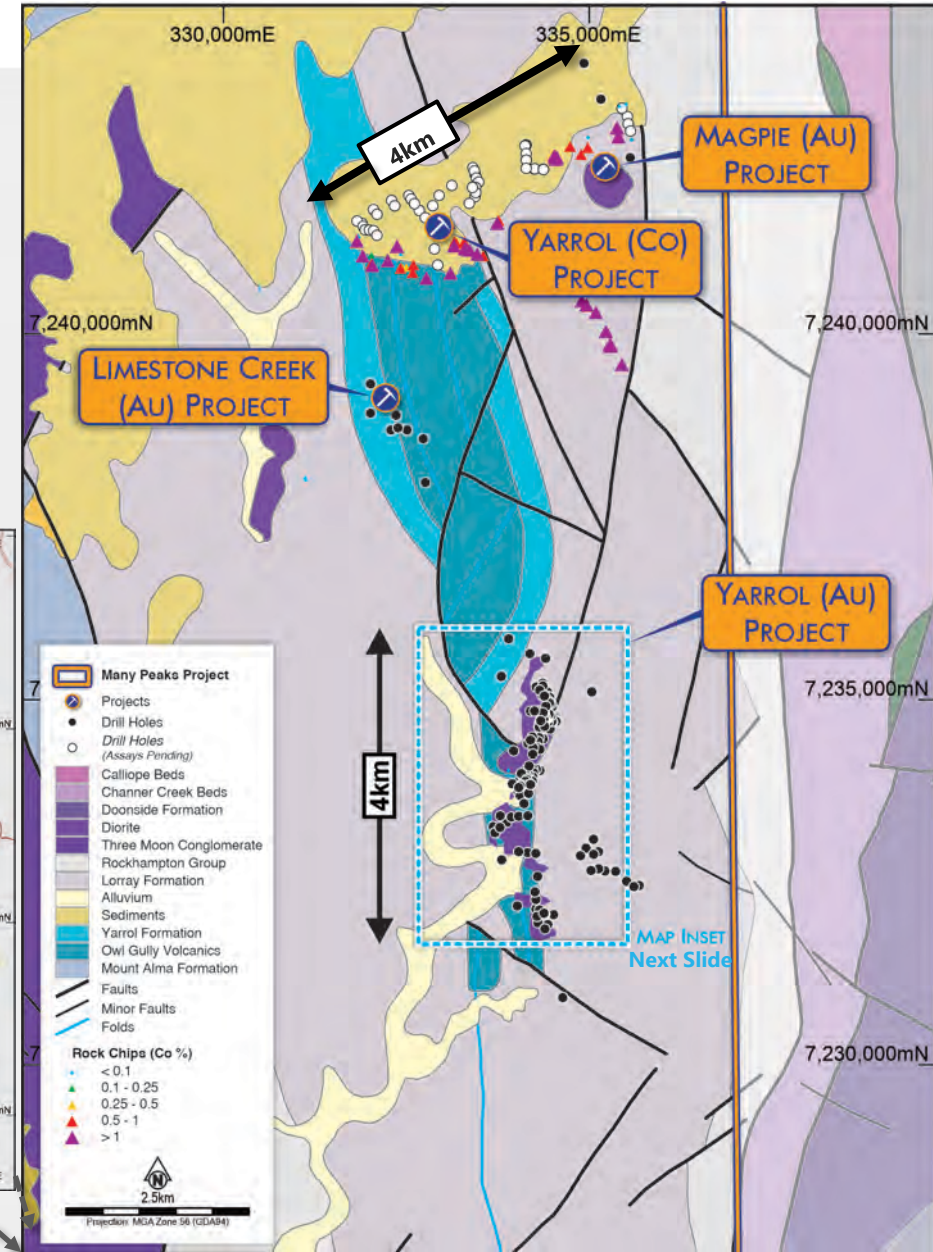 330,000mE
335,000mE
4km
MAGPIE (AU)
PROJECT
YARROL (CO)
PROJECT
7,240,000mN
7,240,000mN
LIMESTONE CREEK
(AU) PROJECT
YARROL (AU)
PROJECT
7,235,000mN
4km
MAP INSET
Next Slide
7,230,000mN
Many Peaks Project
Projects
Drill Holes
Drill Holes
(Assays Pending)
Calliope Beds
Channer Creek Beds
Doonside Formation
Diorite
Three Moon Conglomerate
Rockhampton Group
Lorray Formation
Alluvium
Sediments
Yarrol Formation
Owl Gully Volcanics
Mount Alma Formation
Faults
Minor Faults
Folds
Rock Chips (Co %)
< 0.1
0.1 - 0.25
0.25 - 0.5
0.5 - 1
> 1
N
2.5km
Projection: MGA Zone 56 (GDA94)